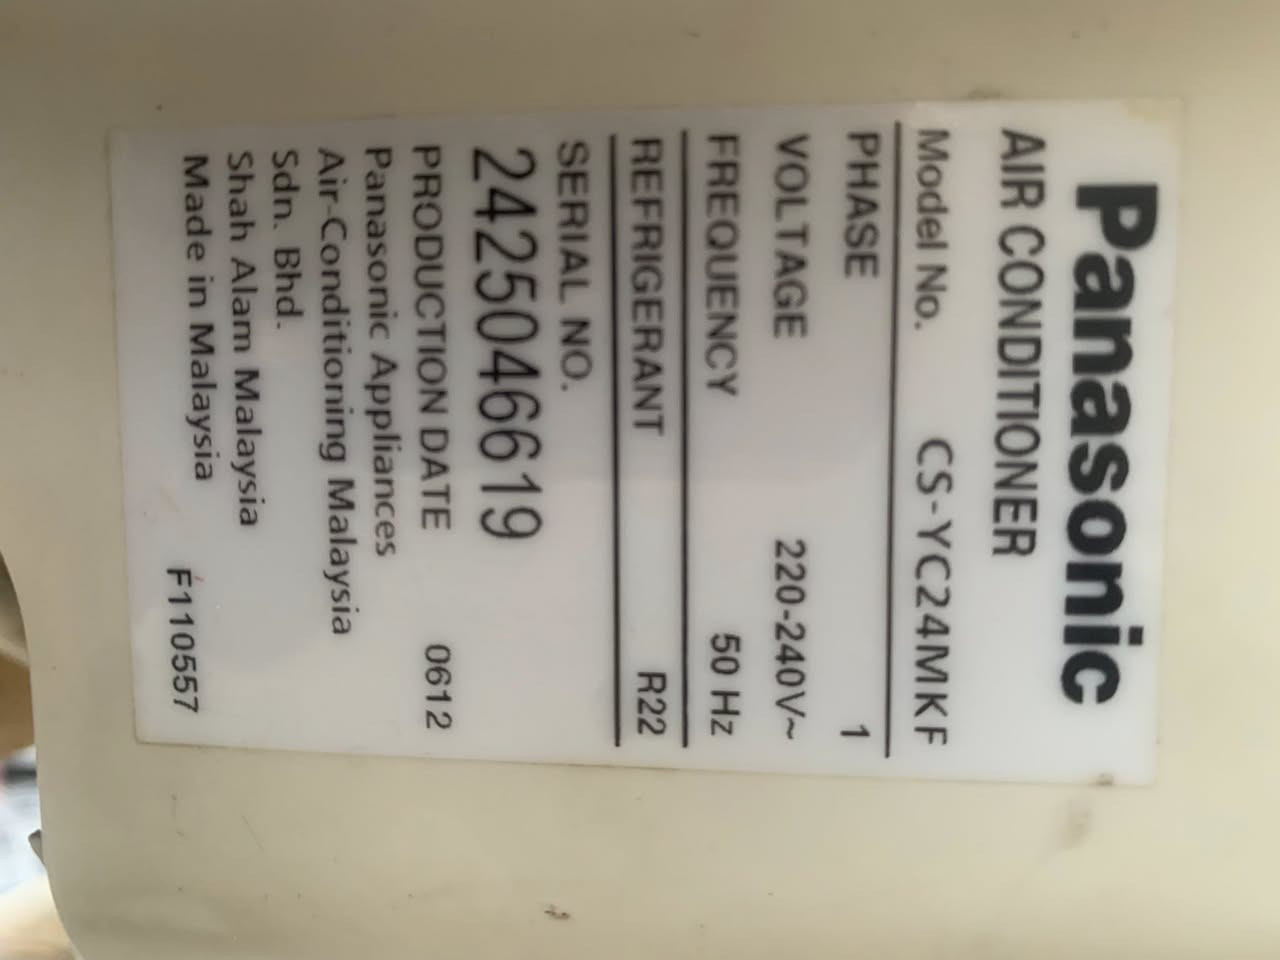 Panasonic
AIR CONDITIONER
Model No. CS-YC24MKF
PHASE 1
VOLTAGE 220-240V~
FREQUENCY 50 Hz
REFRIGERANT R22
SERIAL NO.
2425046619
PRODUCTION DATE 0612
Panasonic Appliances
Air-Conditioning Malaysia
Sdn. Bhd.
Shah Alam Malaysia
Made in Malaysia F110557